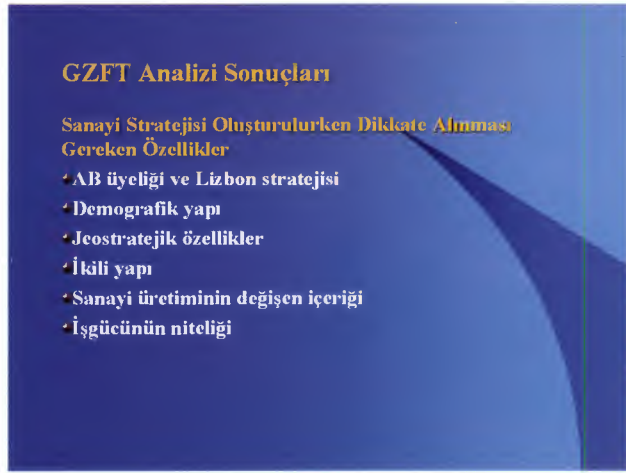 GZFT Analizi Sonuçları
Sanayi Stratejisi Oluşturulurken Dikkate Alınması
Gereken Özellikler
AB üyeliği ve Lizbon stratejisi
Demografik yapı
Jeostratejik özellikler
İkili yapı
Sanayi üretiminin değişen içeriği
İşgücünün niteliği